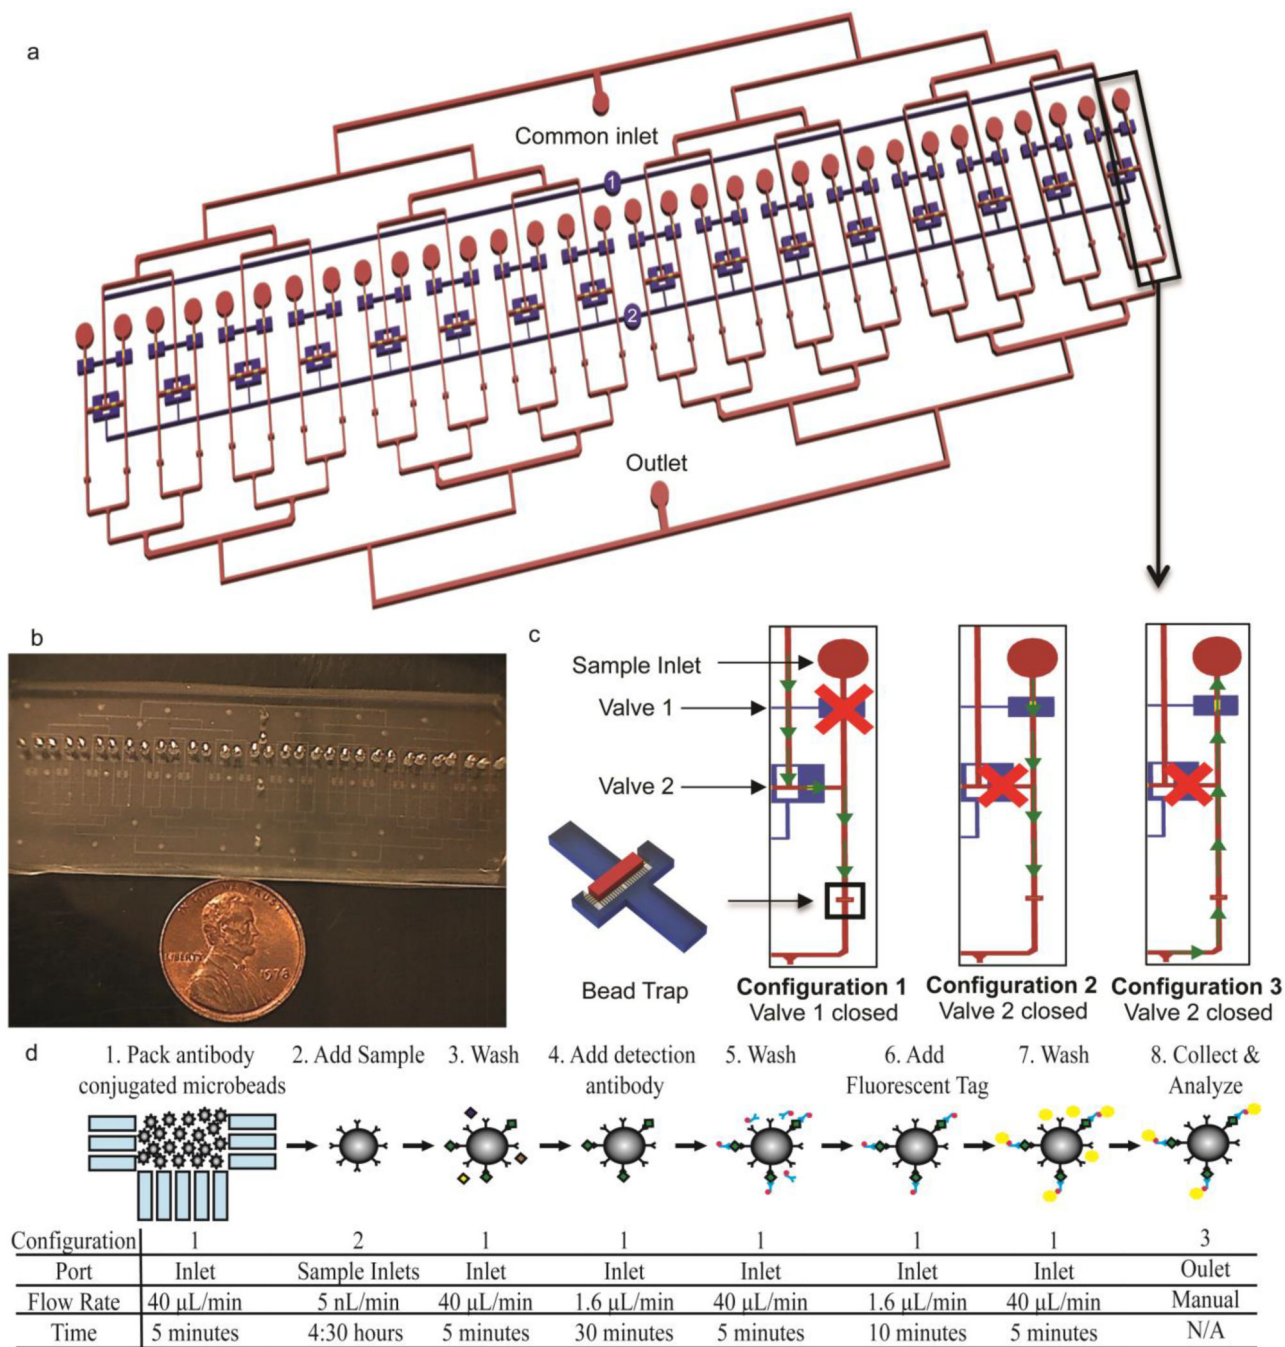 a
Common inlet
1
2
Outlet
b
c
Sample Inlet
Valve 1
Valve 2
Bead Trap
Configuration 1
Valve 1 closed
Configuration 2
Valve 2 closed
Configuration 3
Valve 2 closed
LIBERTY
1978
d
1. Pack antibody
conjugated microbeads
2. Add Sample
3. Wash
4. Add detection
antibody
5. Wash
6. Add
Fluorescent Tag
7. Wash
8. Collect &
Analyze
Configuration 1 2 1 1 1 1 1 3
Port Inlet Sample Inlets Inlet Inlet Inlet Inlet Inlet Oulet
Flow Rate 40 μL/min 5 nL/min 40 μL/min 1.6 μL/min 40 μL/min 1.6 μL/min 40 μL/min Manual
Time 5 minutes 4:30 hours 5 minutes 30 minutes 5 minutes 10 minutes 5 minutes N/A